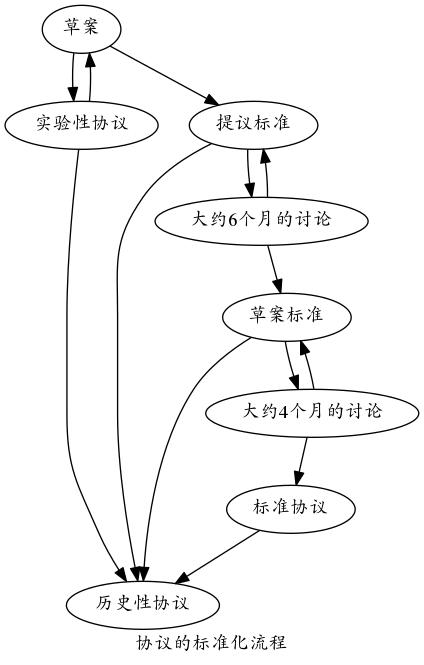 草案
实验性协议
提议标准
大约6个月的讨论
草案标准
大约4个月的讨论
标准协议
历史性协议
协议的标准化流程